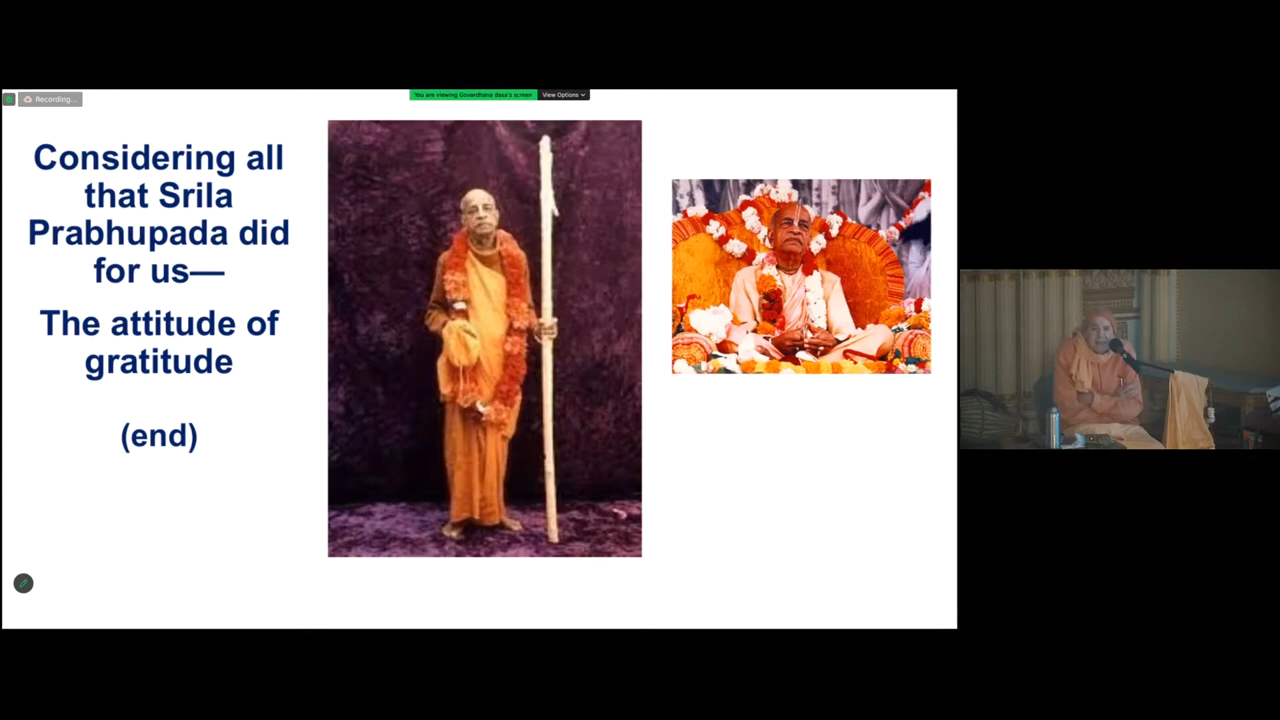 Recording...
You are viewing Govardhana dasa's screen
View Options
Considering all
that Srila
Prabhupada did
for us—
The attitude of
gratitude
(end)